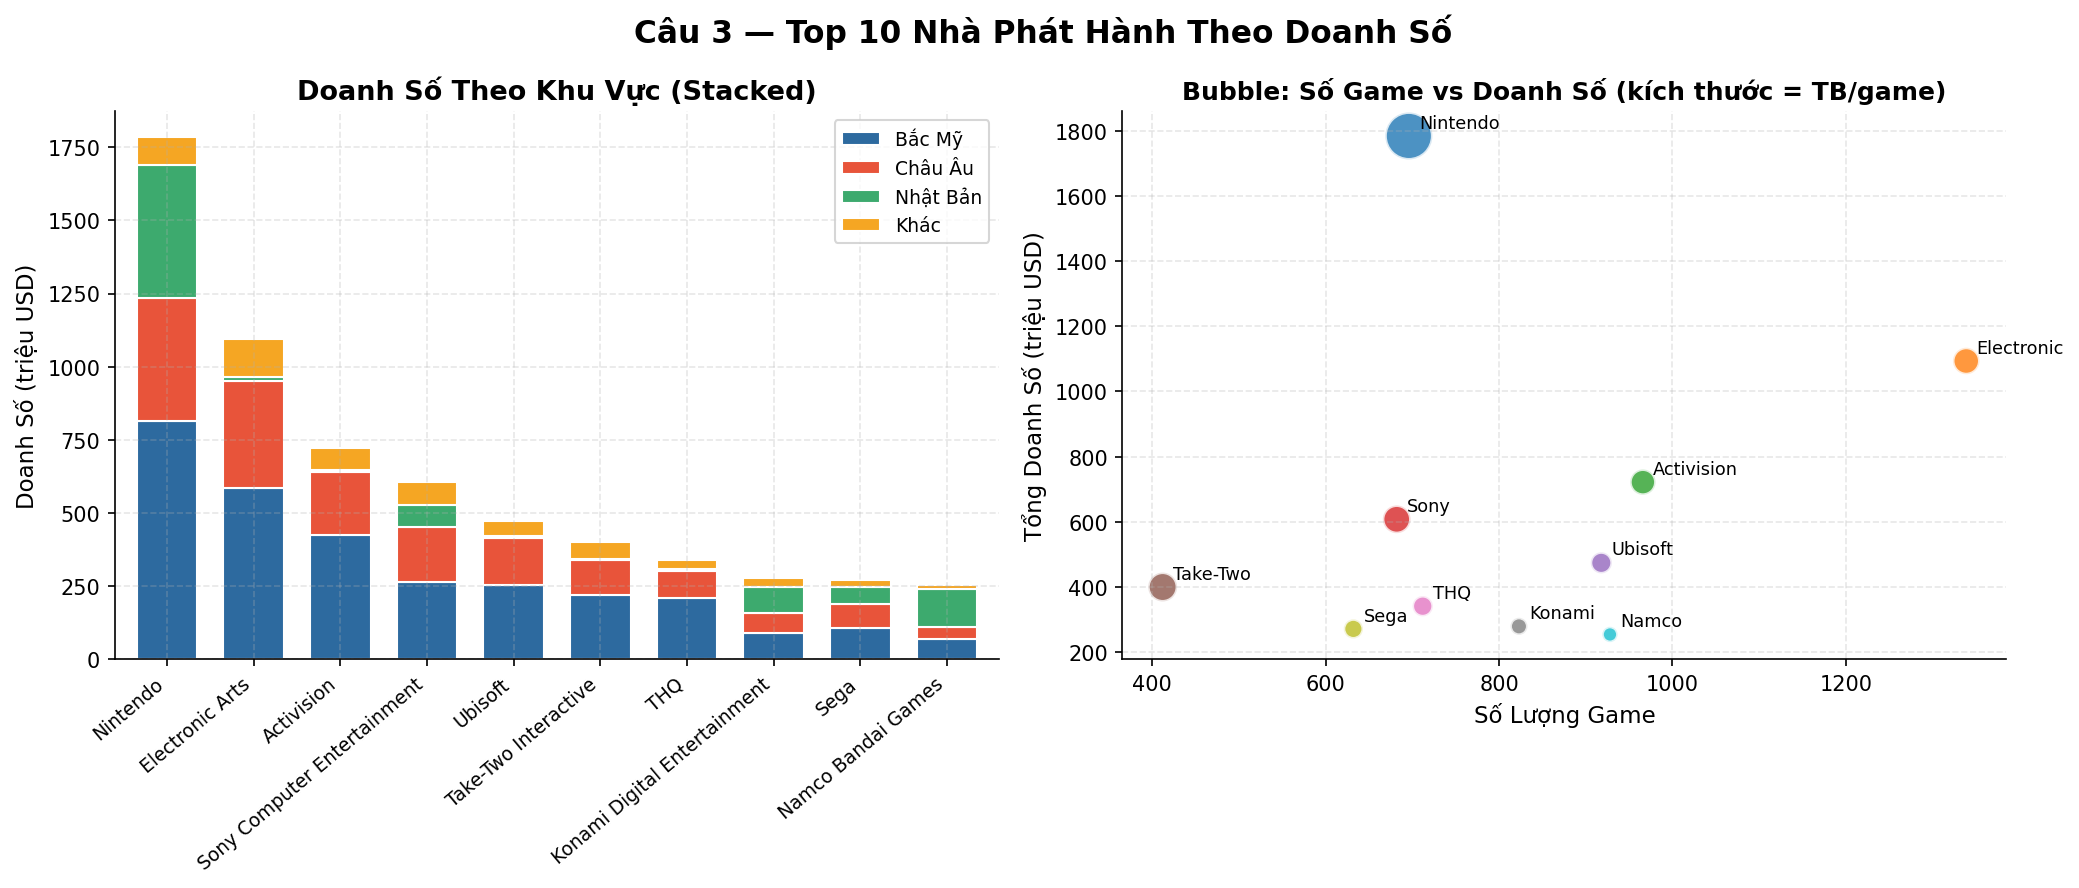 Câu 3 — Top 10 Nhà Phát Hành Theo Doanh Số
Doanh Số Theo Khu Vực (Stacked)
Doanh Số (triệu USD)
1750
1500
1250
1000
750
500
250
0
Bắc Mỹ
Châu Âu
Nhật Bản
Khác
Nintendo
Electronic Arts
Activision
Sony Computer Entertainment
Ubisoft
Take-Two Interactive
THQ
Konami Digital Entertainment
Sega
Namco Bandai Games
Bubble: Số Game vs Doanh Số (kích thước = TB/game)
Tổng Doanh Số (triệu USD)
1800
1600
1400
1200
1000
800
600
400
200
Nintendo
Electronic
Activision
Sony
Ubisoft
Take-Two
THQ
Sega
Konami
Namco
400
600
800
1000
1200
Số Lượng Game